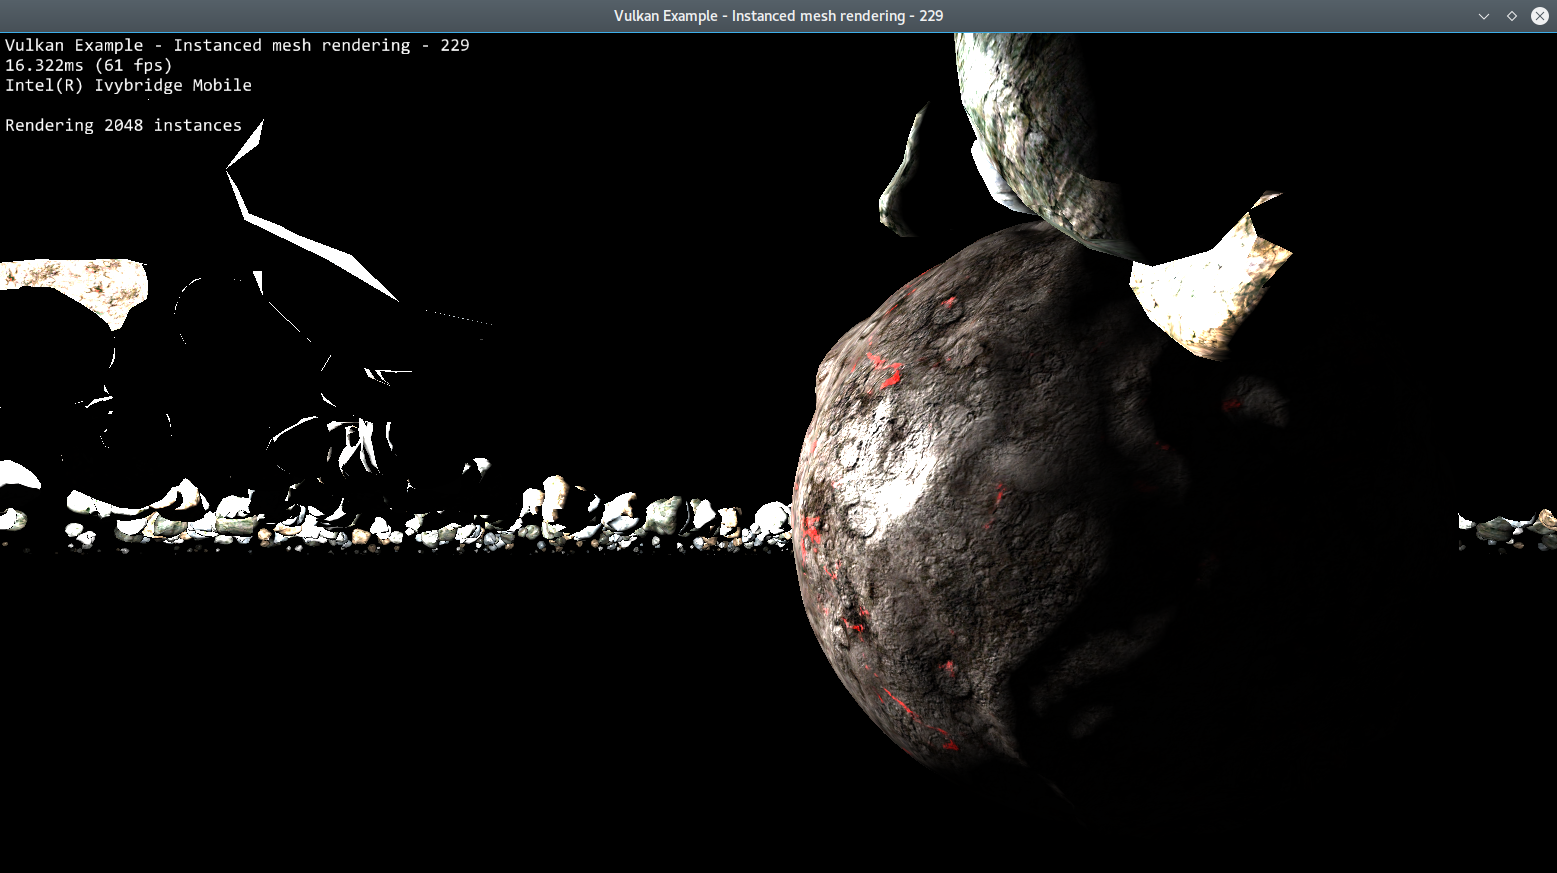 Vulkan Example - Instanced mesh rendering - 229
Vulkan Example - Instanced mesh rendering - 229
16.322ms (61 fps)
Intel(R) Ivybridge Mobile
Rendering 2048 instances